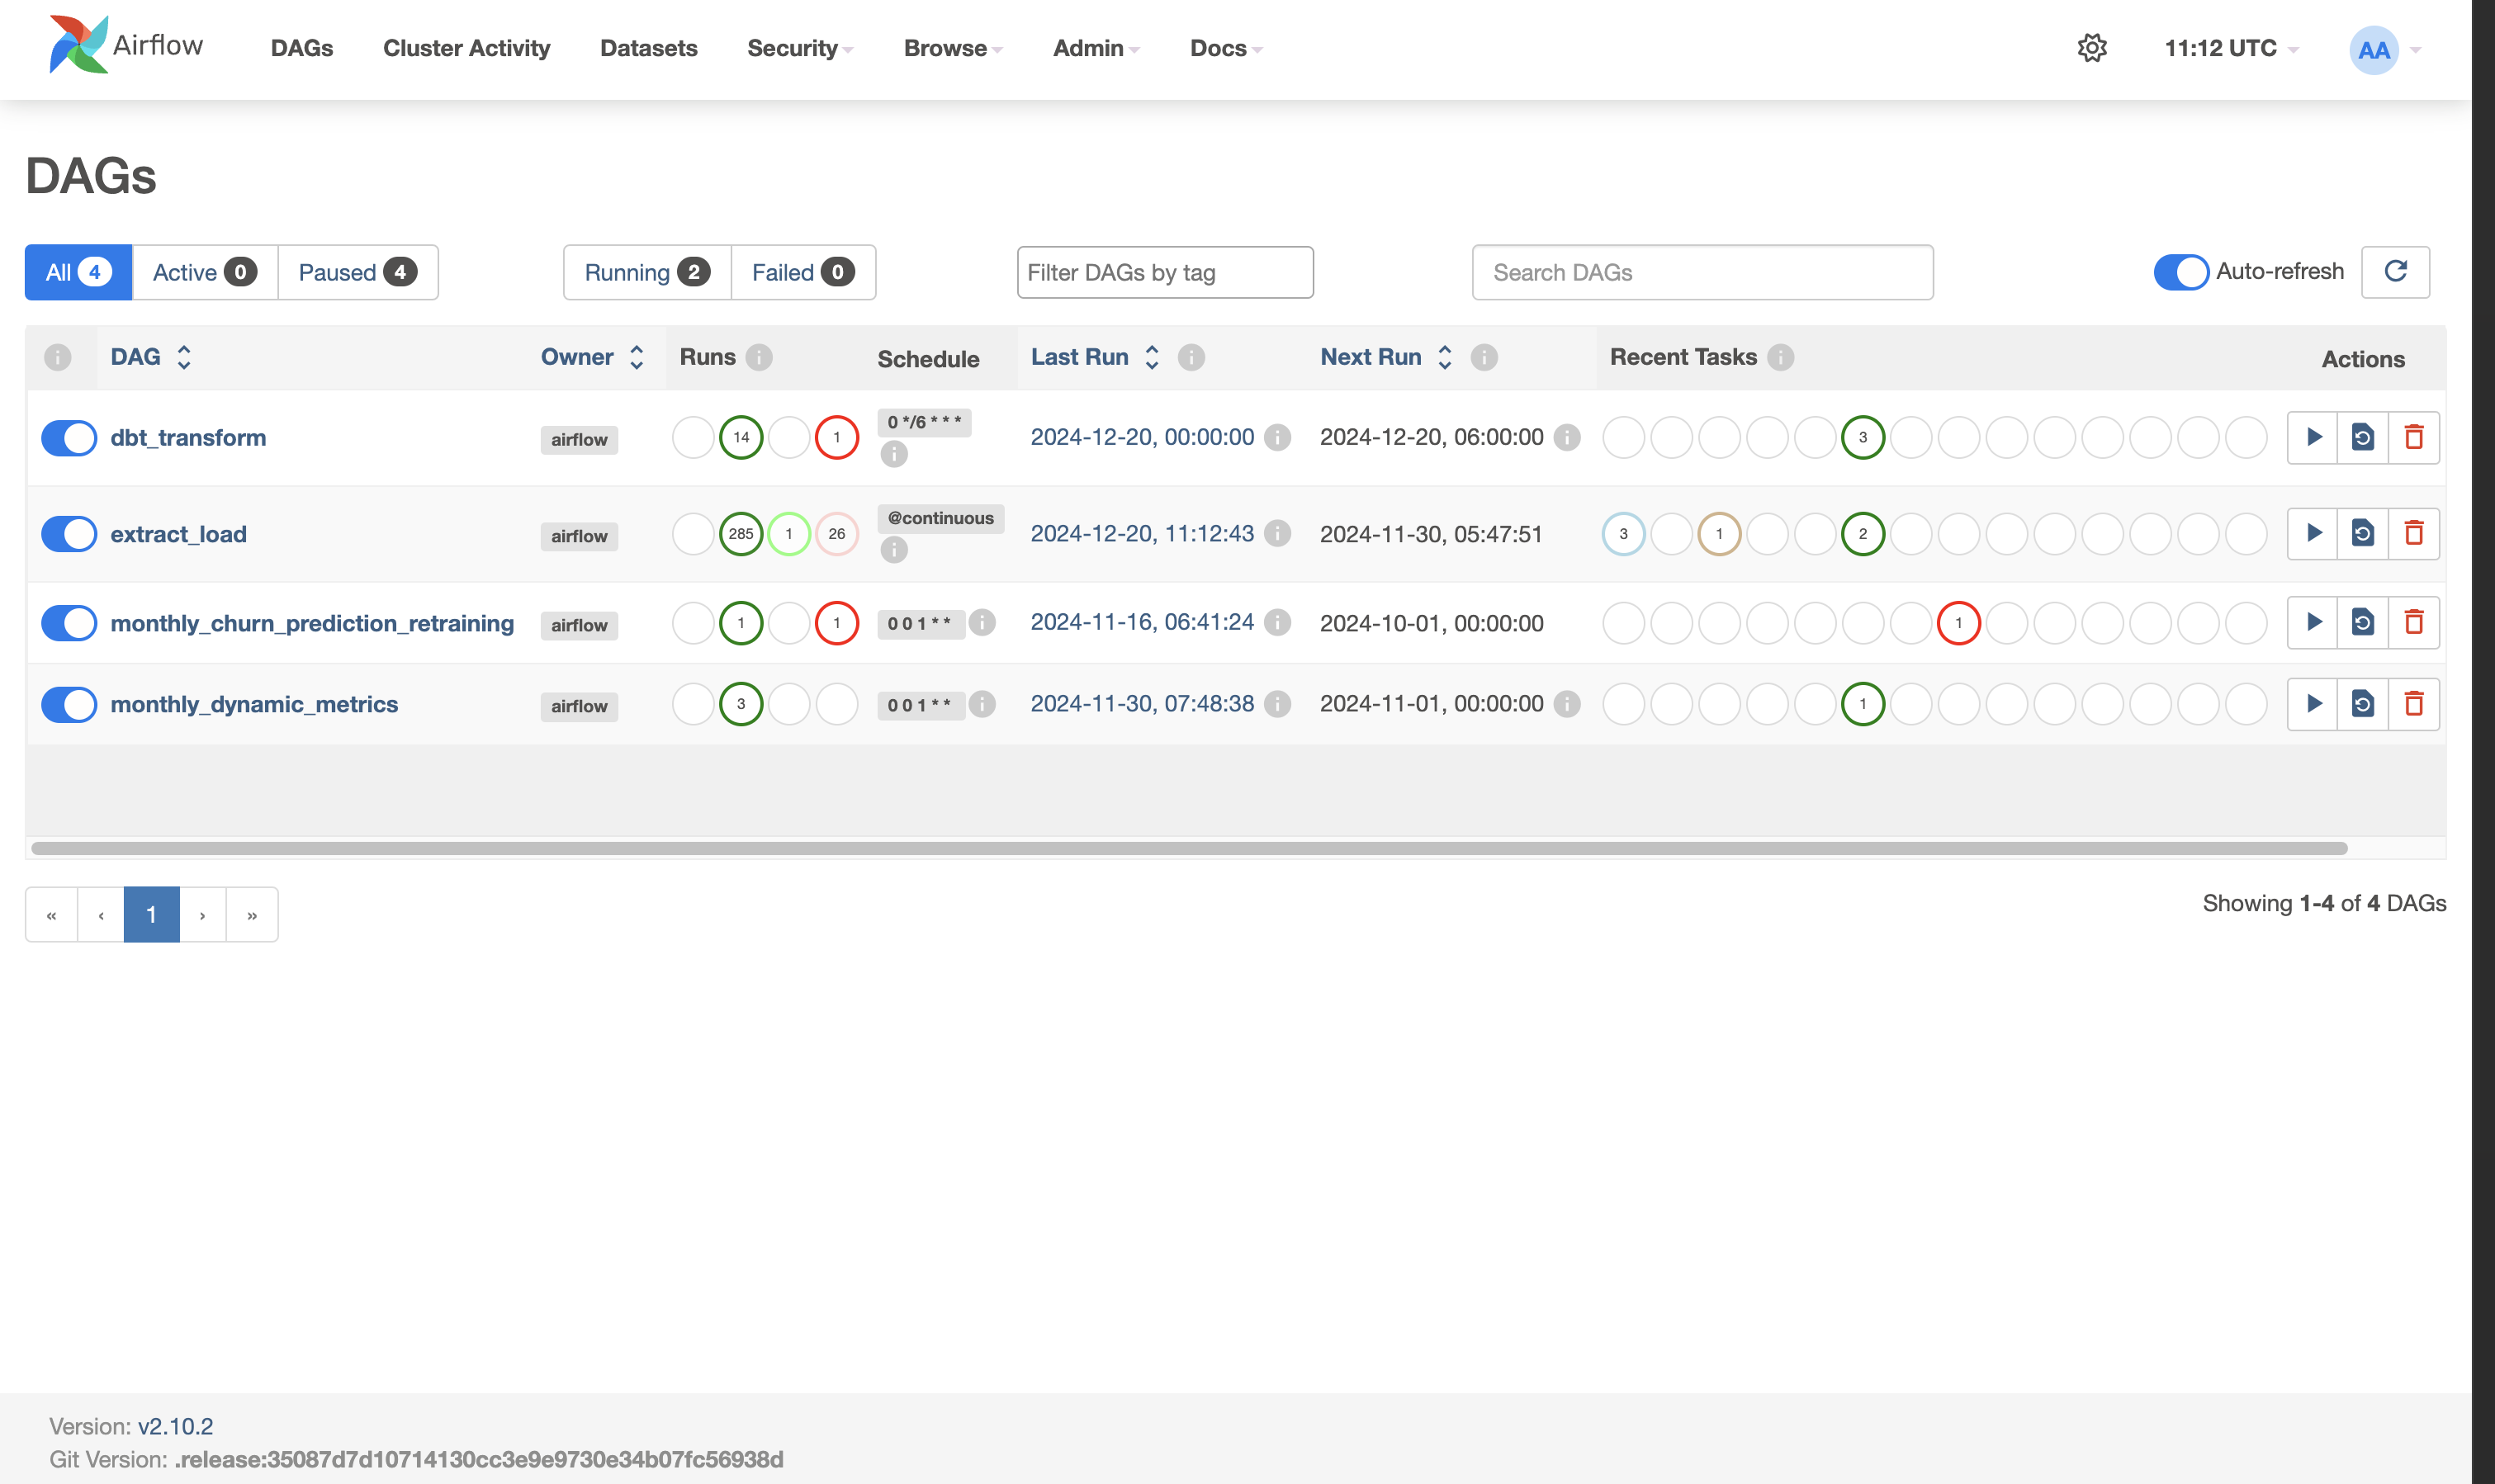 Airflow DAGs Cluster Activity Datasets Security Browse Admin Docs 11:12 UTC AA
DAGs
All 4 Active 0 Paused 4 Running 2 Failed 0 Filter DAGs by tag Search DAGs Auto-refresh
i DAG Owner Runs i Schedule Last Run i Next Run i Recent Tasks i Actions
dbt_transform airflow 14 1 0 */6 * * * i 2024-12-20, 00:00:00 i 2024-12-20, 06:00:00 i 3
extract_load airflow 285 1 26 @continuous i 2024-12-20, 11:12:43 i 2024-11-30, 05:47:51 3 1 2
monthly_churn_prediction_retraining airflow 1 1 0 0 1 * * i 2024-11-16, 06:41:24 i 2024-10-01, 00:00:00 1
monthly_dynamic_metrics airflow 3 0 0 1 * * i 2024-11-30, 07:48:38 i 2024-11-01, 00:00:00 i 1
« ‹ 1 › » Showing 1-4 of 4 DAGs
Version: v2.10.2
Git Version: .release:35087d7d10714130cc3e9e9730e34b07fc56938d